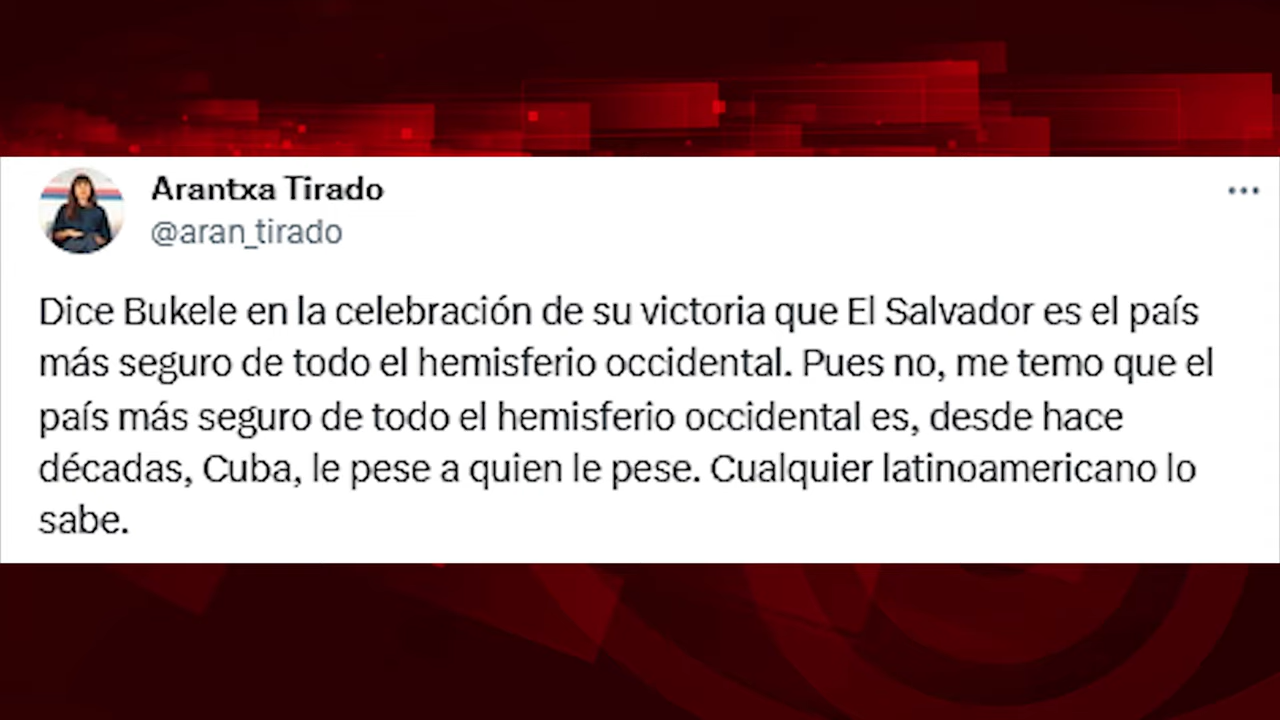 Arantxa Tirado
@aran_tirado
Dice Bukele en la celebración de su victoria que El Salvador es el país
más seguro de todo el hemisferio occidental. Pues no, me temo que el
país más seguro de todo el hemisferio occidental es, desde hace
décadas, Cuba, le pese a quien le pese. Cualquier latinoamericano lo
sabe.